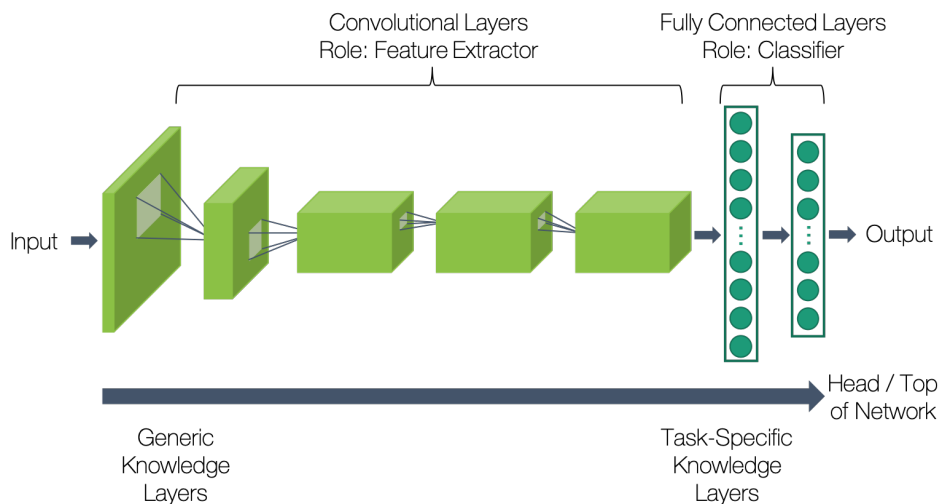 Convolutional Layers
Role: Feature Extractor
Fully Connected Layers
Role: Classifier
Input
Output
Head / Top
of Network
Generic
Knowledge
Layers
Task-Specific
Knowledge
Layers